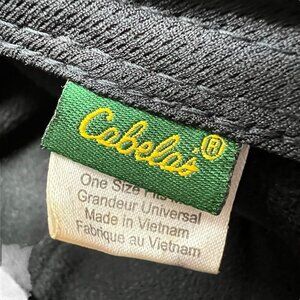 Cabela's®
One Size Fits
Grandeur Universal
Made in Vietnam
Fabriqué au Vietnam